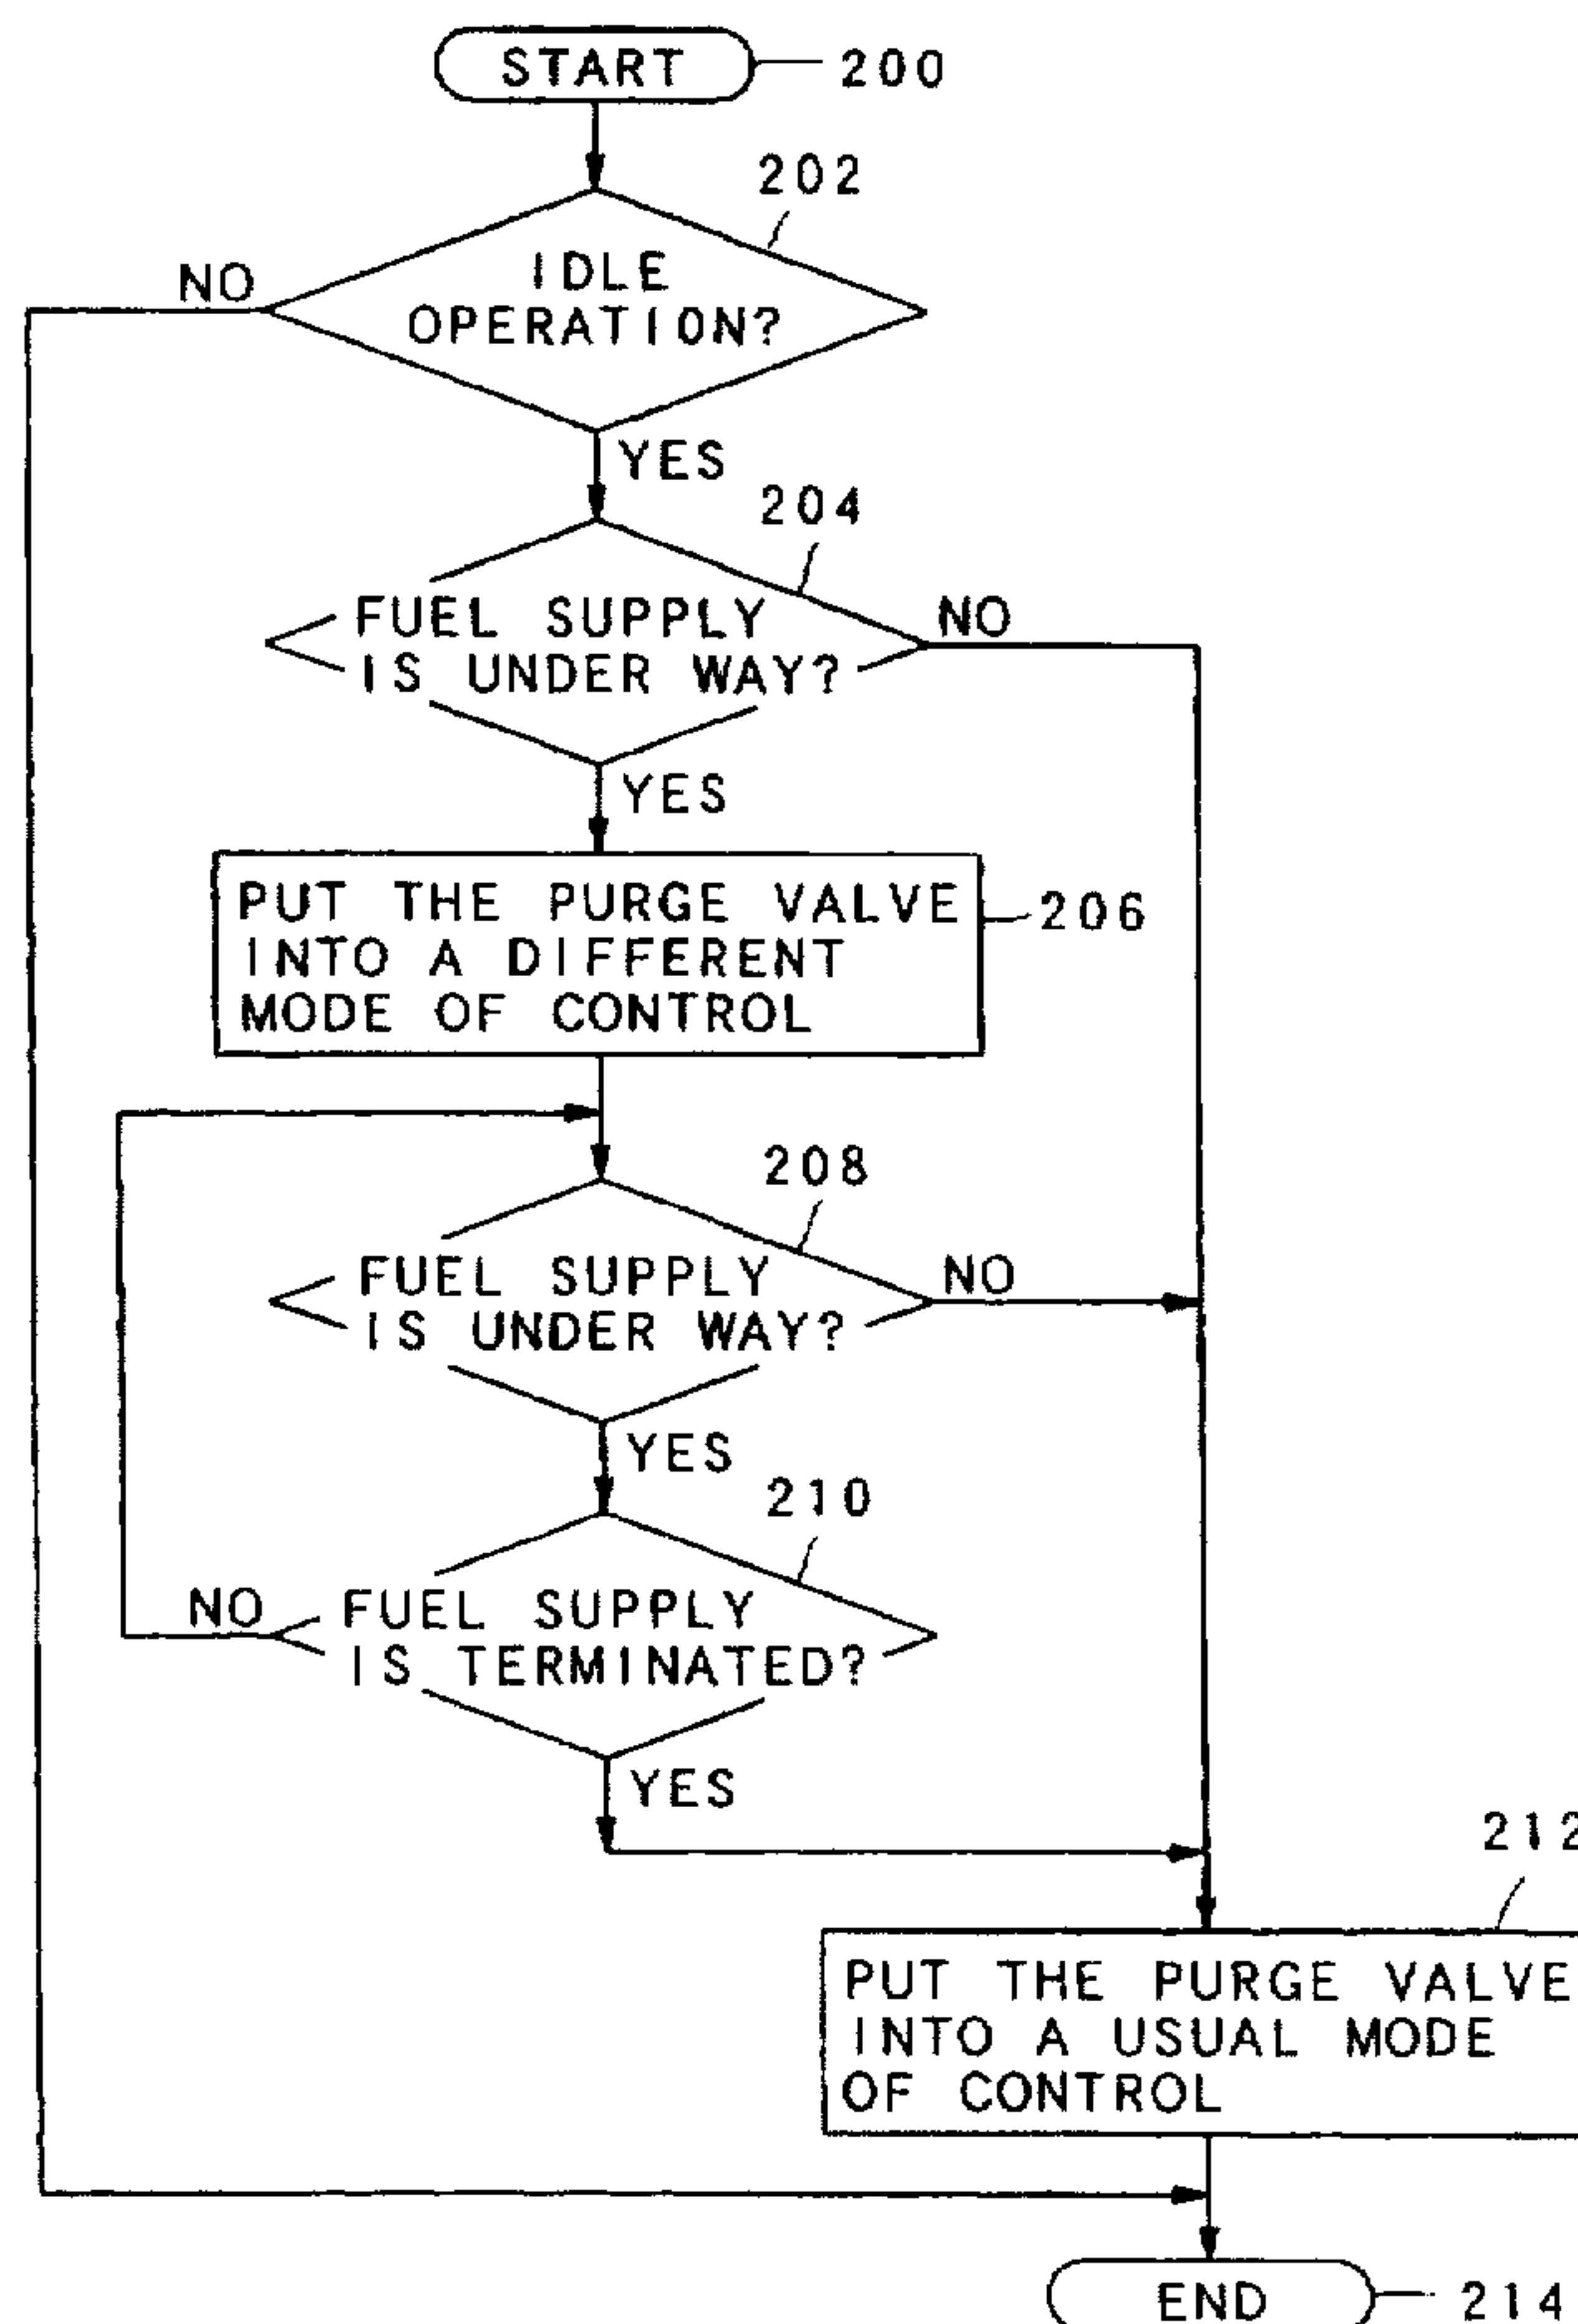 START
200
202
IDLE
OPERATION?
NO
YES
204
FUEL SUPPLY
IS UNDER WAY?
NO
YES
PUT THE PURGE VALVE
INTO A DIFFERENT
MODE OF CONTROL
206
208
FUEL SUPPLY
IS UNDER WAY?
NO
YES
210
FUEL SUPPLY
IS TERMINATED?
NO
YES
212
PUT THE PURGE VALVE
INTO A USUAL MODE
OF CONTROL
END
214